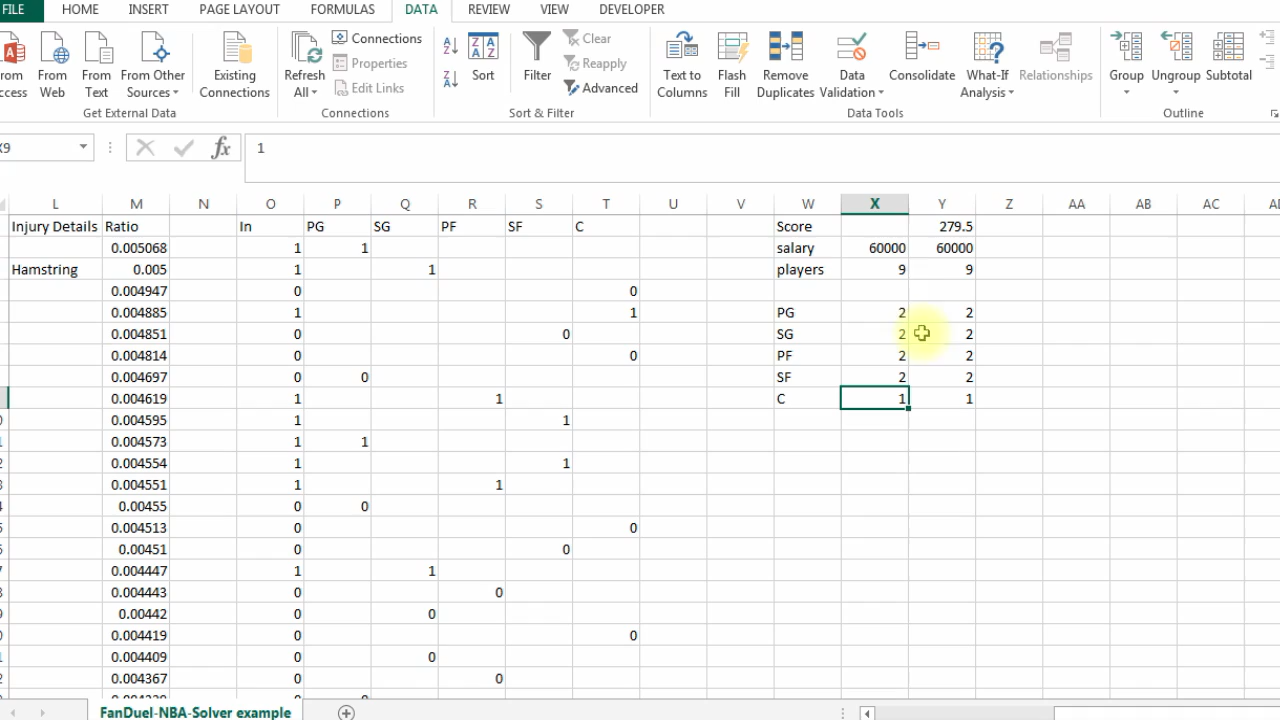 FILE HOME INSERT PAGE LAYOUT FORMULAS DATA REVIEW VIEW DEVELOPER
Connections Clear
Properties Reapply
Edit Links Advanced
From From From Other Existing Refresh Sort Filter Text to Flash Remove Data Consolidate What-If Relationships Group Ungroup Subtotal
Web Text Sources Connections All Columns Fill Duplicates Validation Analysis
Get External Data Connections Sort & Filter Data Tools Outline
X9 fx 1
L M N O P Q R S T U V W X Y Z AA AB AC
Injury Details Ratio In PG SG PF SF C Score 279.5
0.005068 1 1 salary 60000 60000
Hamstring 0.005 1 1 players 9 9
0.004947 0 0
0.004885 1 1 PG 2 2
0.004851 0 0 SG 2 2
0.004814 0 0 PF 2 2
0.004697 0 0 SF 2 2
0.004619 1 1 C 1 1
0.004595 1 1
0.004573 1 1
0.004554 1 1
0.004551 1 1
0.00455 0 0
0.004513 0 0
0.00451 0 0
0.004447 1 1
0.004443 0 0
0.00442 0 0
0.004419 0 0
0.004409 0 0
0.004367 0 0
FanDuel-NBA-Solver example